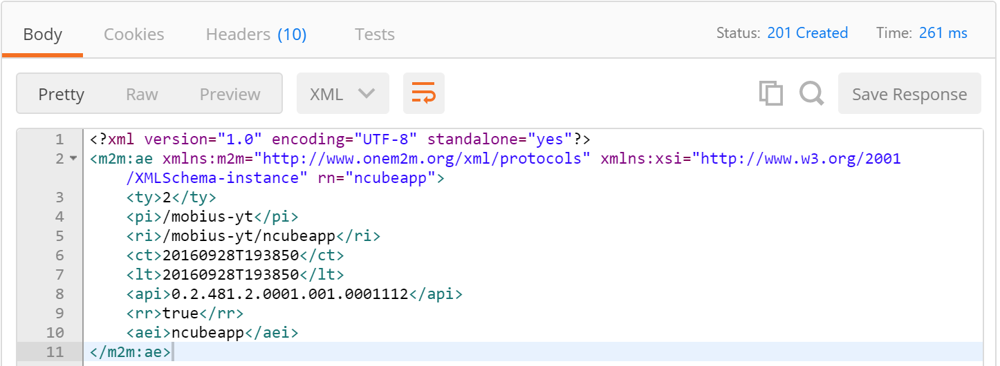 Body Cookies Headers (10) Tests Status: 201 Created Time: 261 ms
Pretty Raw Preview XML Save Response
1 <?xml version="1.0" encoding="UTF-8" standalone="yes"?>
2 <m2m:ae xmlns:m2m="http://www.onem2m.org/xml/protocols" xmlns:xsi="http://www.w3.org/2001
/XMLSchema-instance" rn="ncubeapp">
3 <ty>2</ty>
4 <pi>/mobius-yt</pi>
5 <ri>/mobius-yt/ncubeapp</ri>
6 <ct>20160928T193850</ct>
7 <lt>20160928T193850</lt>
8 <api>0.2.481.2.0001.001.0001112</api>
9 <rr>true</rr>
10 <aei>ncubeapp</aei>
11 </m2m:ae>